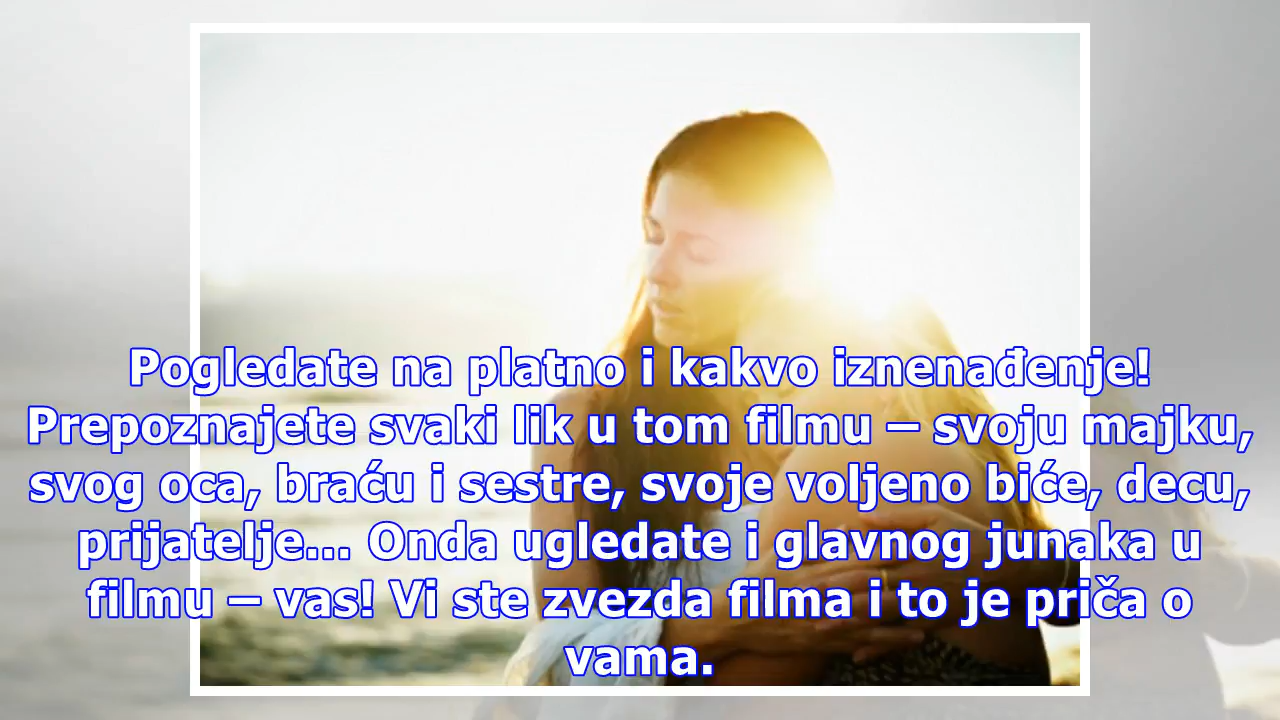 Pogledate na platno i kakvo iznenađenje!
Prepoznajete svaki lik u tom filmu – svoju majku,
svog oca, braću i sestre, svoje voljeno biće, decu,
prijatelje... Onda ugledate i glavnog junaka u
filmu – vas! Vi ste zvezda filma i to je priča o
vama.